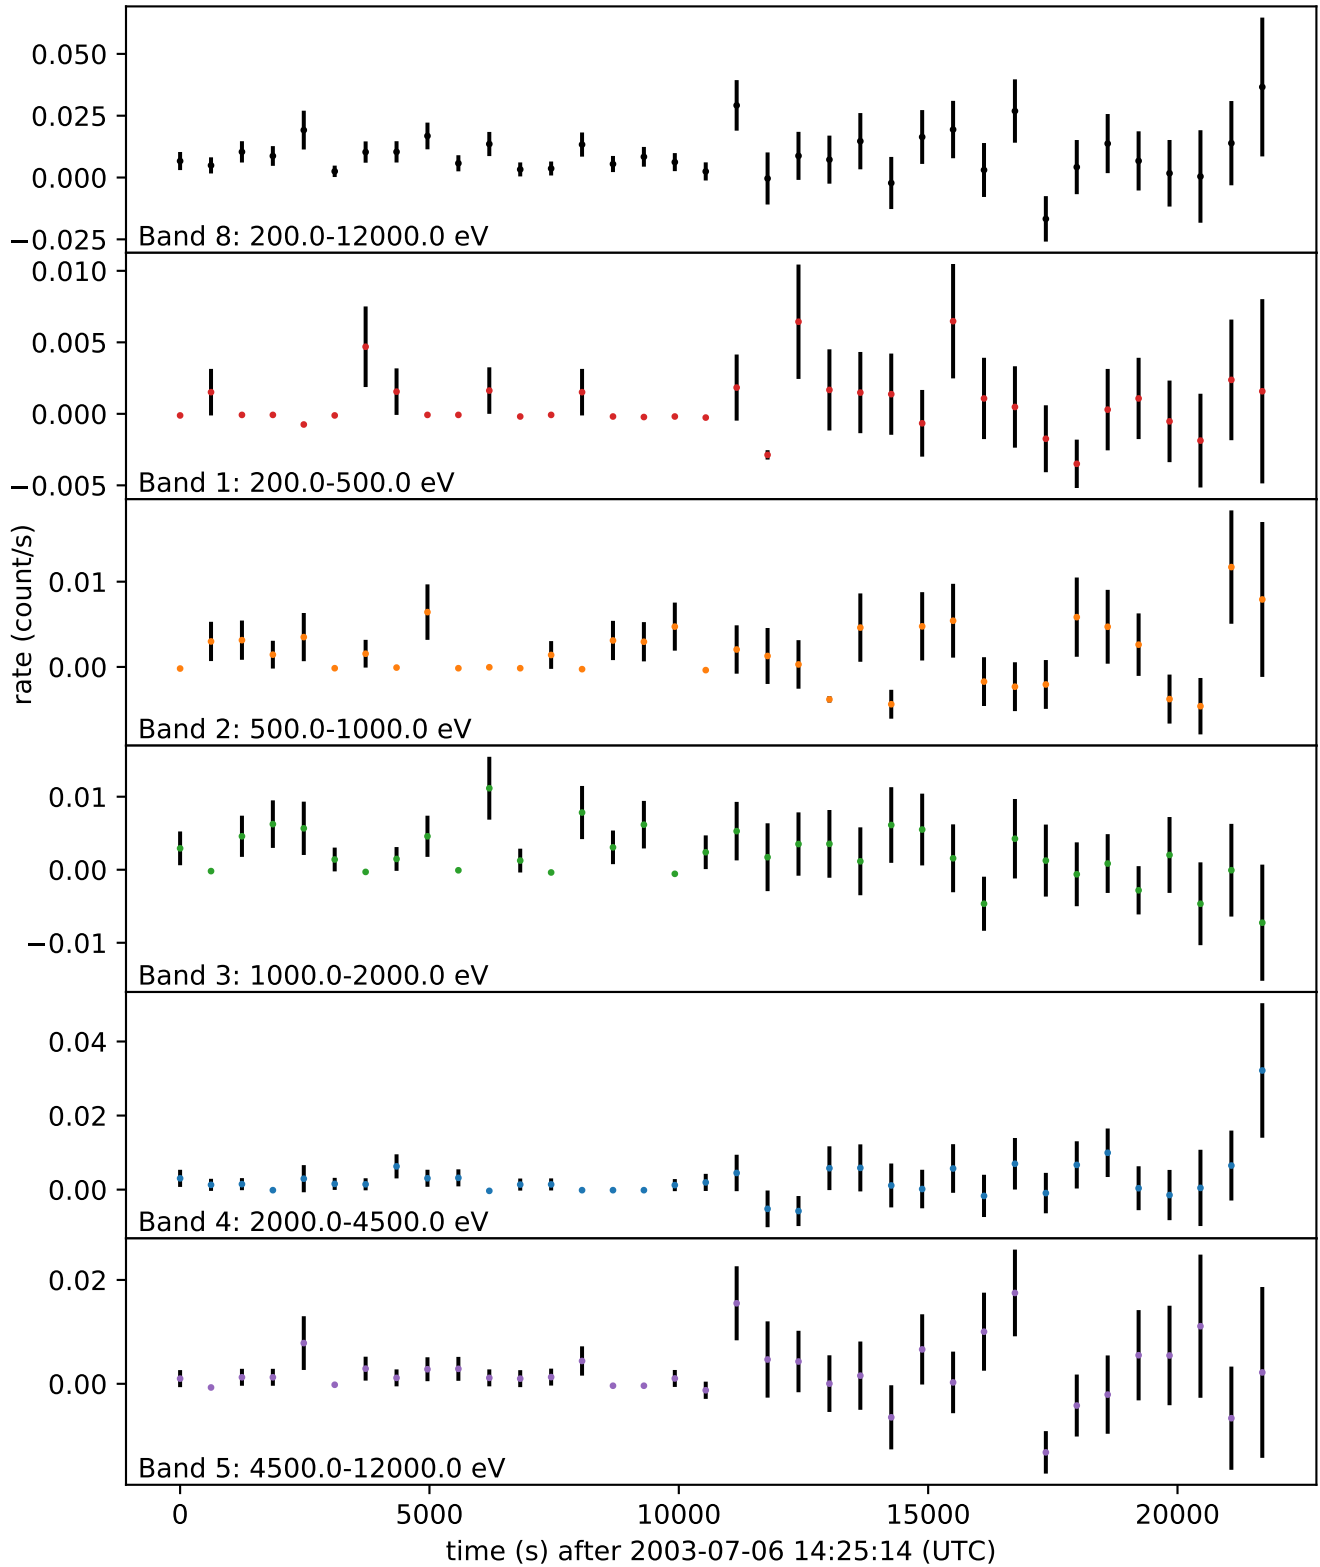 0.050
0.025
0.000
−0.025
Band 8: 200.0-12000.0 eV
0.010
0.005
0.000
−0.005
Band 1: 200.0-500.0 eV
rate (count/s)
0.01
0.00
Band 2: 500.0-1000.0 eV
0.01
0.00
−0.01
Band 3: 1000.0-2000.0 eV
0.04
0.02
0.00
Band 4: 2000.0-4500.0 eV
0.02
0.00
Band 5: 4500.0-12000.0 eV
0 5000 10000 15000 20000
time (s) after 2003-07-06 14:25:14 (UTC)